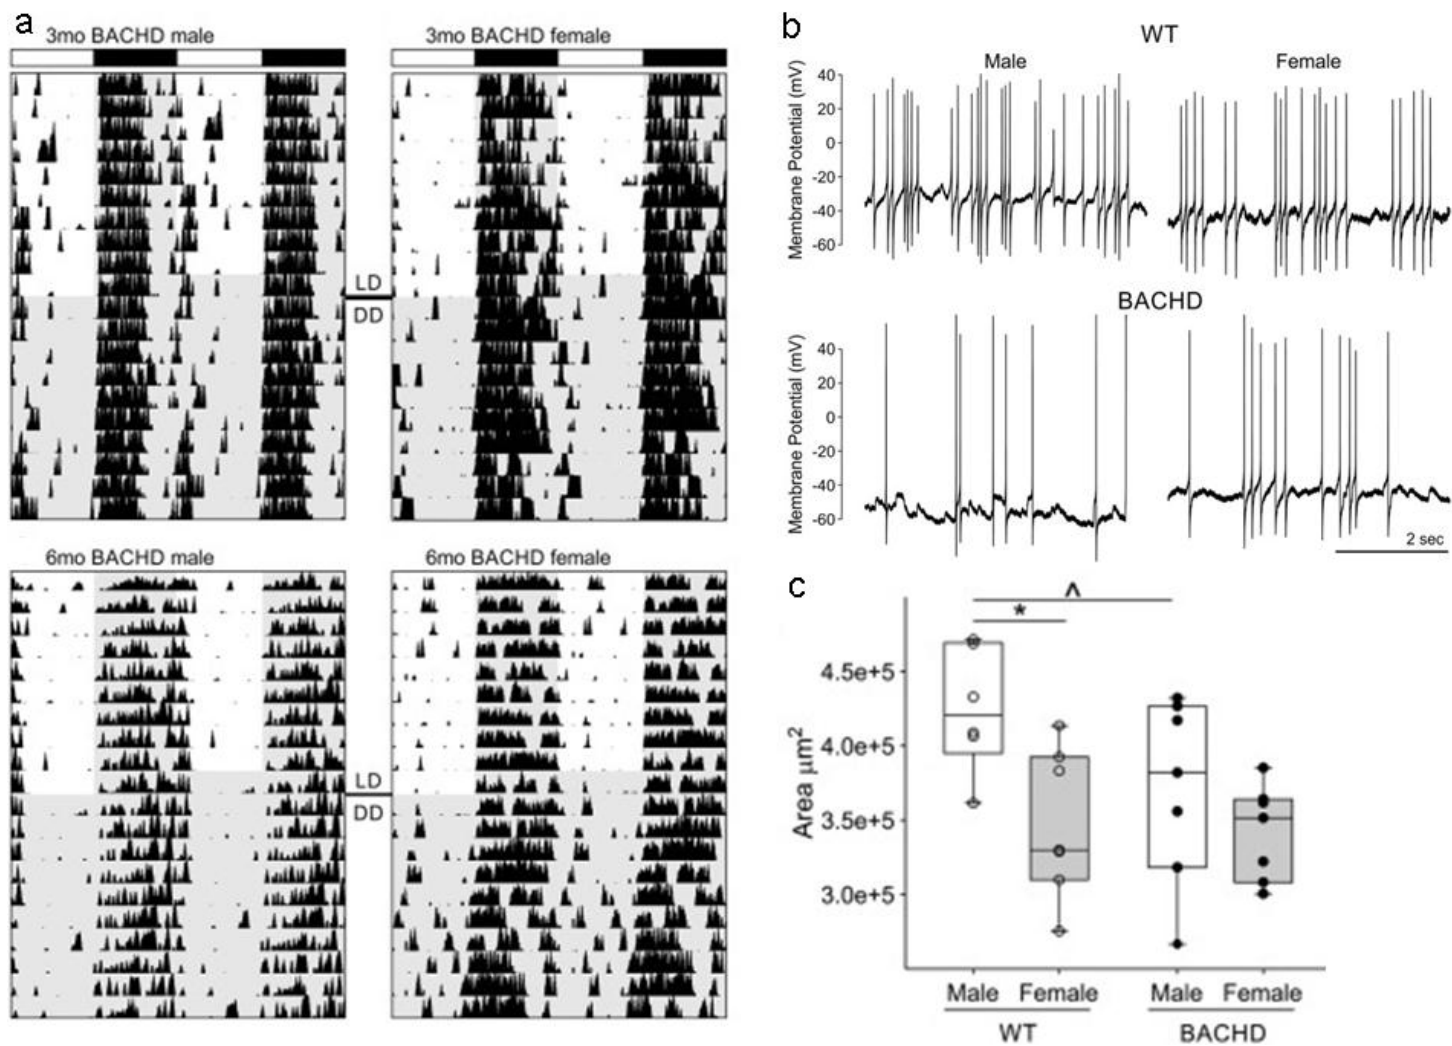 a
3mo BACHD male
3mo BACHD female
LD
DD
6mo BACHD male
6mo BACHD female
LD
DD
b
WT
Male
Female
Membrane Potential (mV)
40
20
0
-20
-40
-60
BACHD
Membrane Potential (mV)
40
20
0
-20
-40
-60
2 sec
c
^
*
Area μm²
4.5e+5
4.0e+5
3.5e+5
3.0e+5
Male Female Male Female
WT BACHD